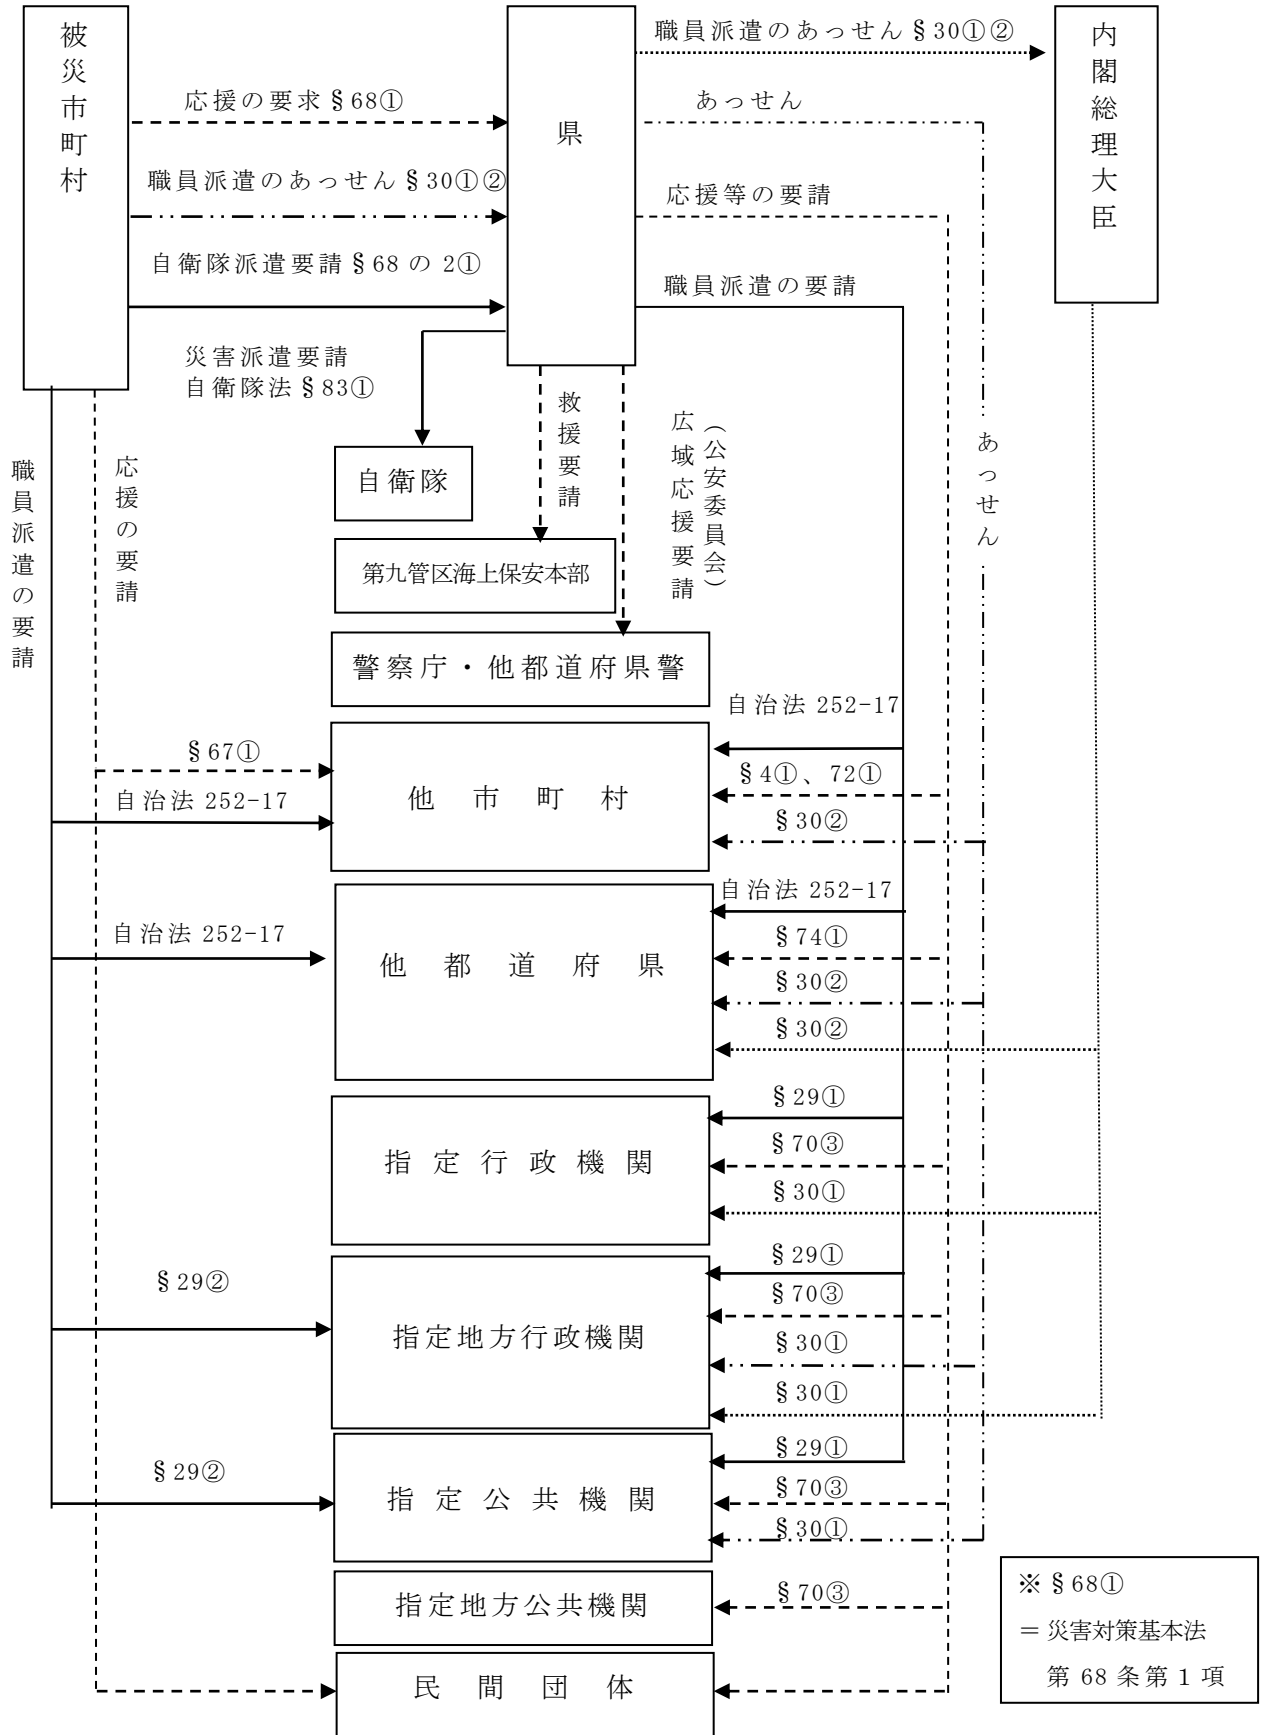 被災市町村
県
内閣総理大臣
職員派遣のあっせん§30①②
応援の要求§68①
あっせん
職員派遣のあっせん§30①②
応援等の要請
自衛隊派遣要請§68の2①
職員派遣の要請
災害派遣要請
自衛隊法§83①
救援要請
広域応援要請
（公安委員会）
あっせん
職員派遣の要請
応援の要請
自衛隊
第九管区海上保安本部
警察庁・他都道府県警
自治法252-17
§67①
§4①、72①
自治法252-17
他市町村
§30②
自治法252-17
自治法252-17
§74①
他都道府県
§30②
§30②
§29①
§70③
指定行政機関
§30①
§29①
§29②
§70③
指定地方行政機関
§30①
§30①
§29①
§29②
§70③
指定公共機関
§30①
§70③
指定地方公共機関
民間団体
※§68①
＝災害対策基本法
第68条第1項